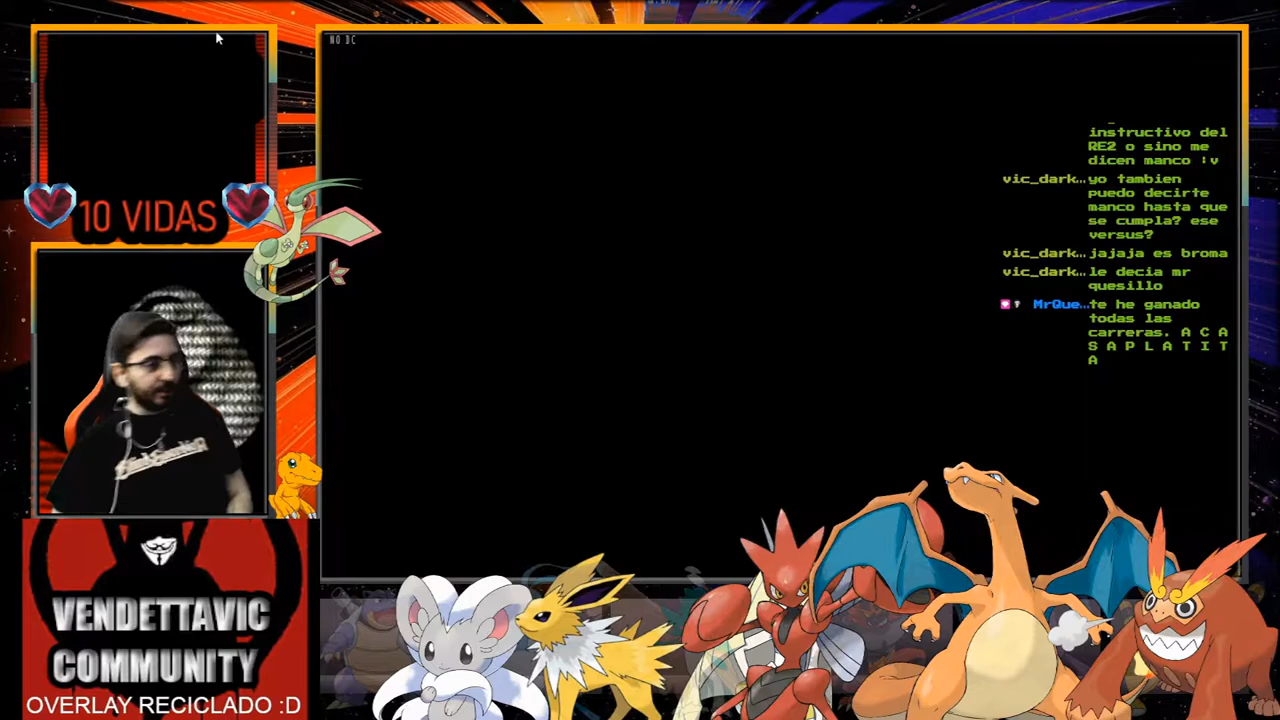 NO DC
instructivo del
RE2 o sino me
dicen manco :v
vic_dark… yo tambien
puedo decirte
manco hasta que
se cumpla? ese
versus?
vic_dark… jajaja es broma
vic_dark… le decia mr
quesillo
MrQue… te he ganado
todas las
carreras. A C A
S A P L A T I T
A
10 VIDAS
VENDETTAVIC
COMMUNITY
OVERLAY RECICLADO :D